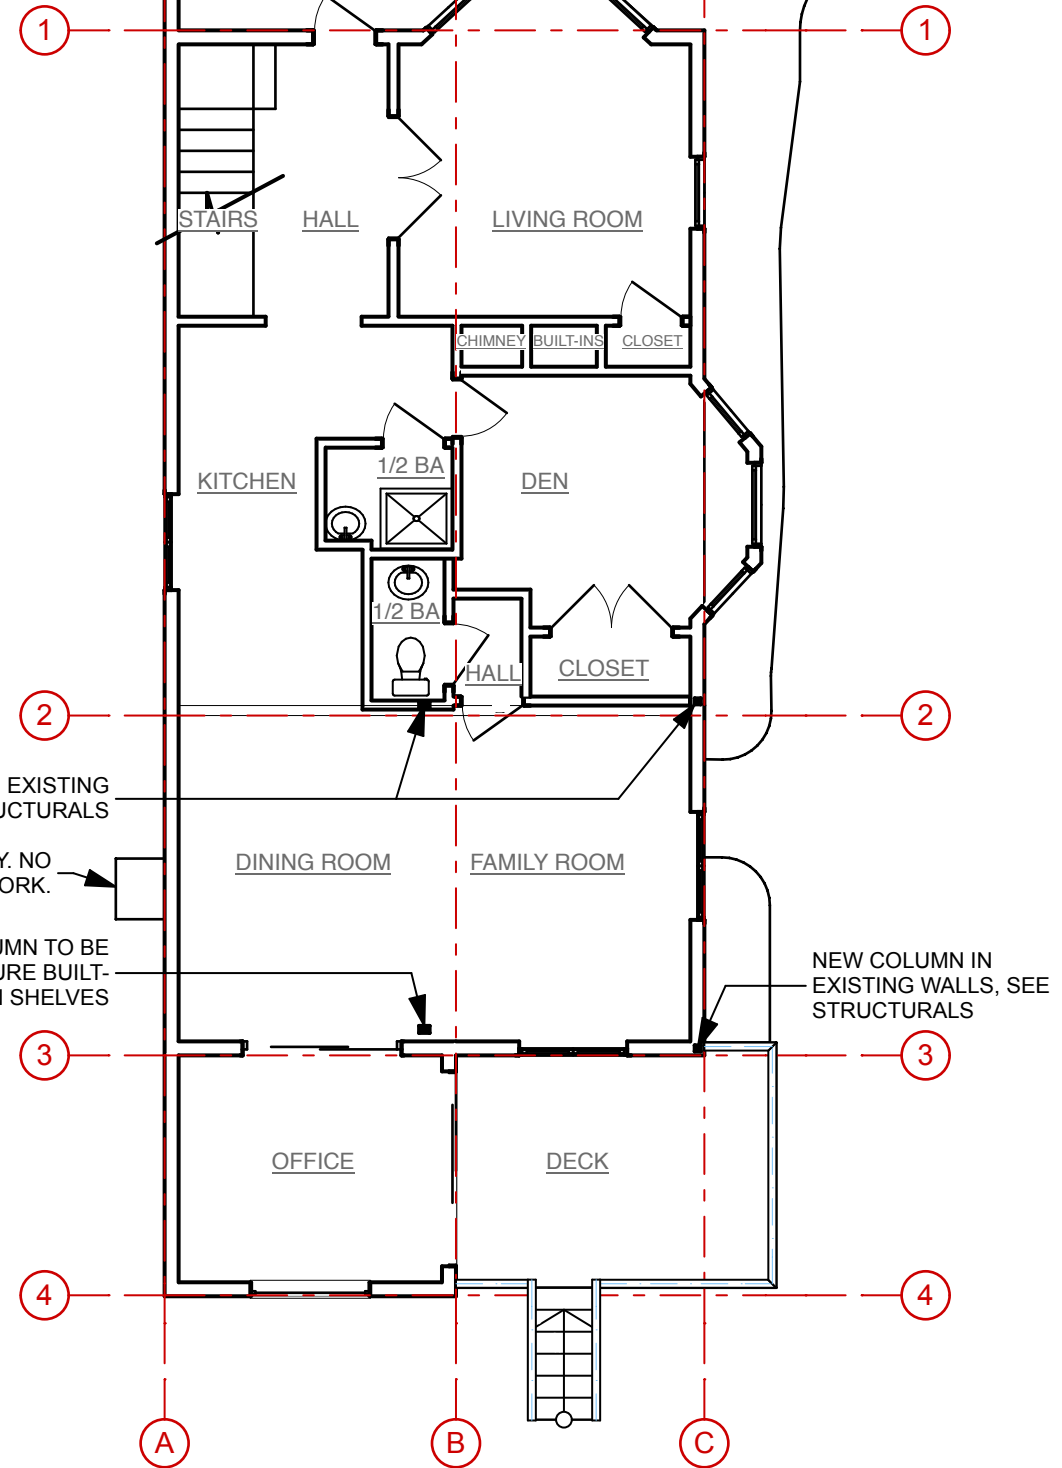 1
1
STAIRS
HALL
LIVING ROOM
CHIMNEY
BUILT-INS
CLOSET
1/2 BA
KITCHEN
DEN
1/2 BA
HALL
CLOSET
2
2
EXISTING
UCTURALS
DINING ROOM
FAMILY ROOM
Y. NO
ORK.
UMN TO BE
URE BUILT-
SHELVES
NEW COLUMN IN
EXISTING WALLS, SEE
STRUCTURALS
3
3
OFFICE
DECK
4
4
A
B
C